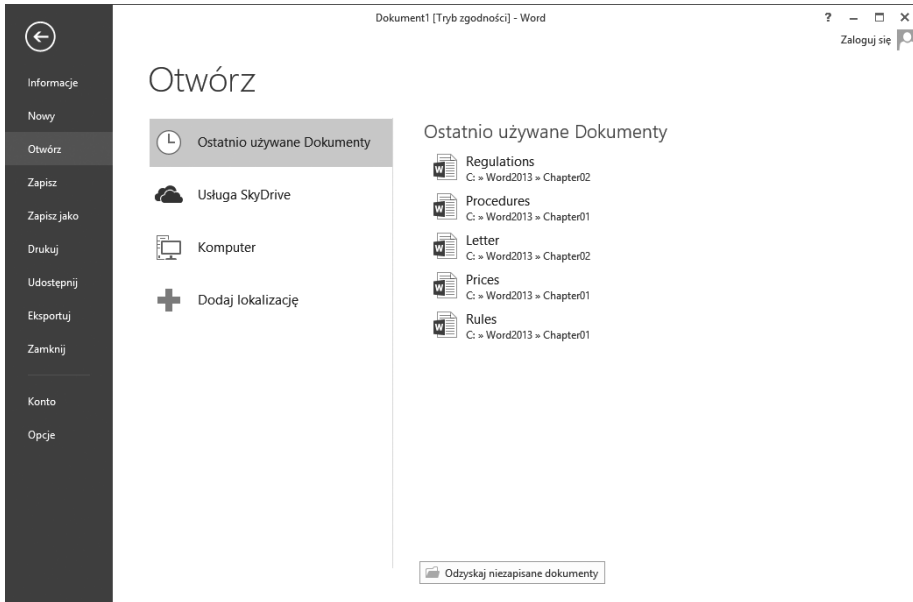 Dokument1 [Tryb zgodności] - Word
?
Zaloguj się
Informacje
Nowy
Otwórz
Zapisz
Zapisz jako
Drukuj
Udostępnij
Eksportuj
Zamknij
Konto
Opcje
Otwórz
Ostatnio używane Dokumenty
Usługa SkyDrive
Komputer
Dodaj lokalizację
Ostatnio używane Dokumenty
Regulations
C: » Word2013 » Chapter02
Procedures
C: » Word2013 » Chapter01
Letter
C: » Word2013 » Chapter02
Prices
C: » Word2013 » Chapter01
Rules
C: » Word2013 » Chapter01
Odzyskaj niezapisane dokumenty